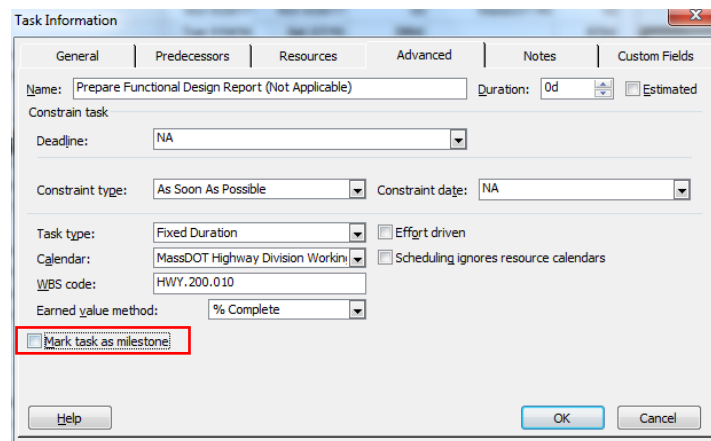 Task Information
General Predecessors Resources Advanced Notes Custom Fields
Name: Prepare Functional Design Report (Not Applicable) Duration: 0d Estimated
Constrain task
Deadline: NA
Constraint type: As Soon As Possible Constraint date: NA
Task type: Fixed Duration Effort driven
Calendar: MassDOT Highway Division Workin Scheduling ignores resource calendars
WBS code: HWY.200.010
Earned value method: % Complete
Mark task as milestone
Help OK Cancel